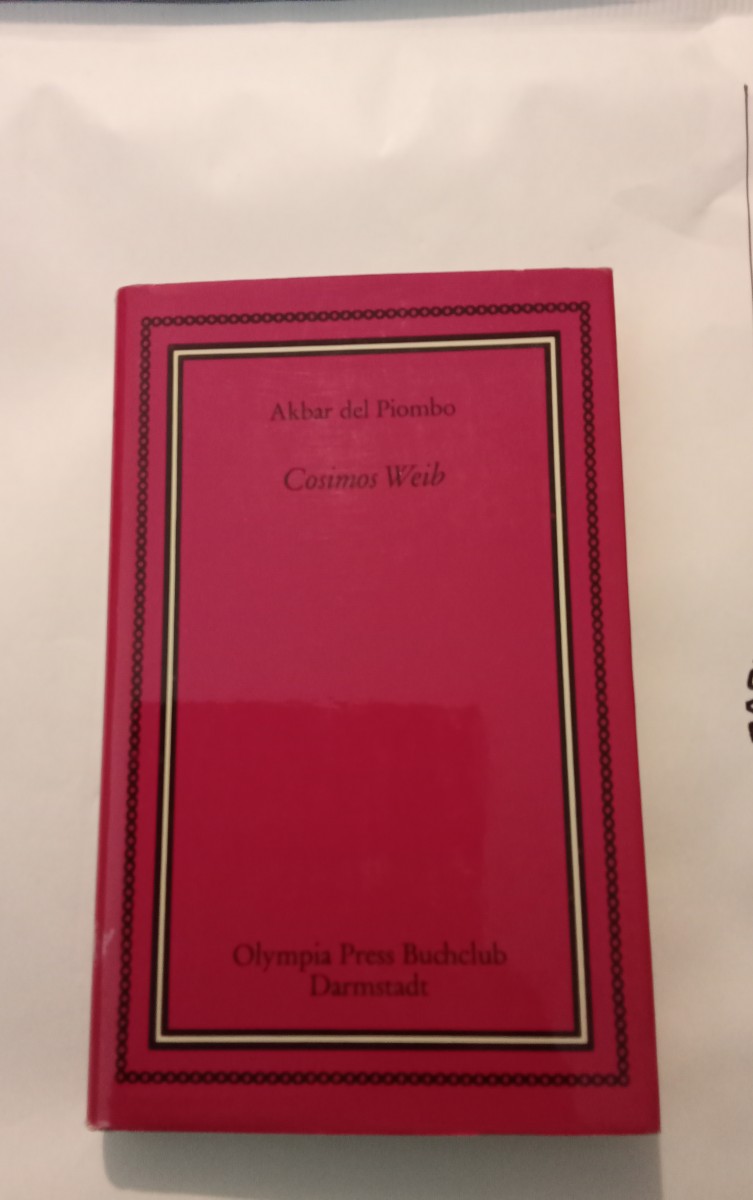 Akbar del Piombo
Cosimos Weib
Olympia Press Buchclub
Darmstadt